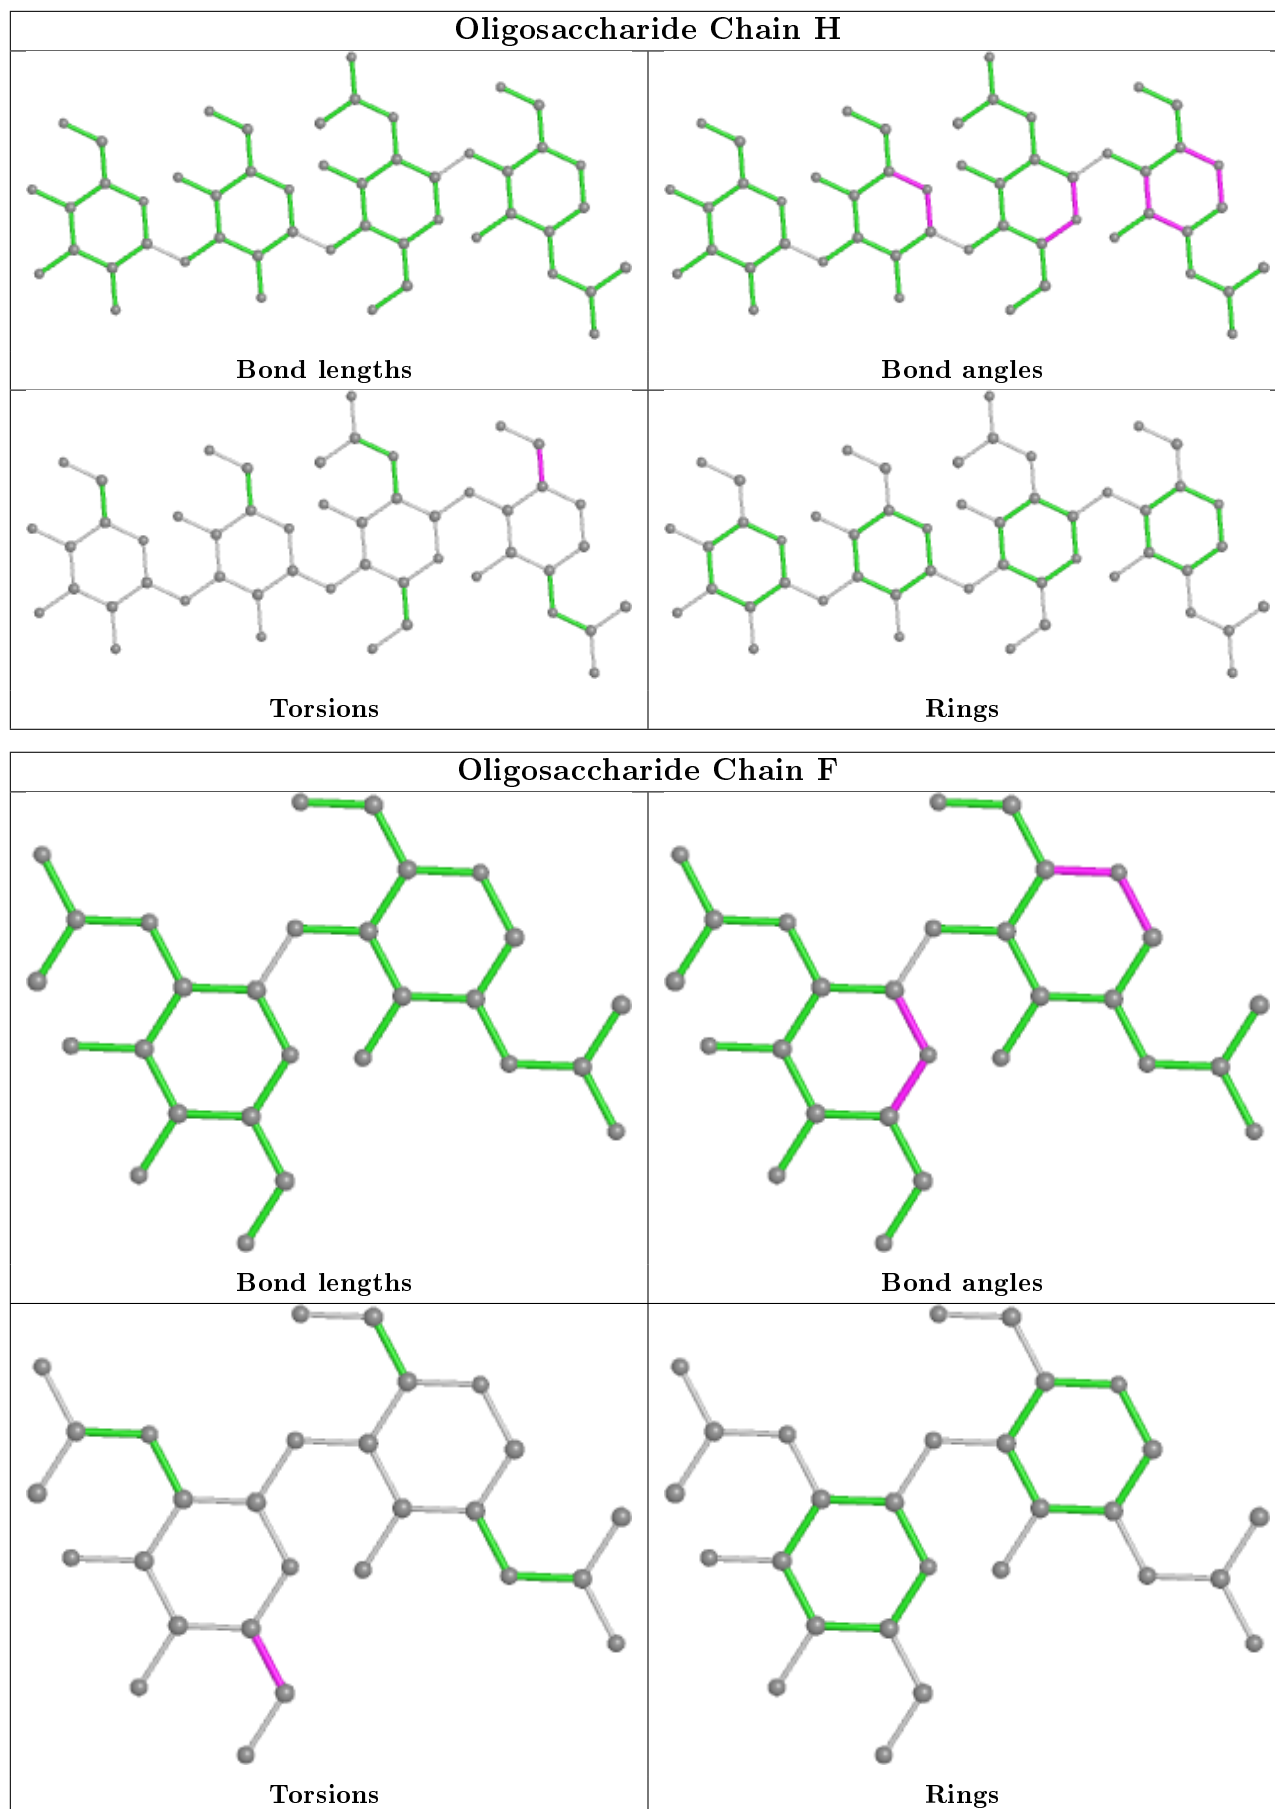 Oligosaccharide Chain H
Bond lengths
Bond angles
Torsions
Rings
Oligosaccharide Chain F
Bond lengths
Bond angles
Torsions
Rings